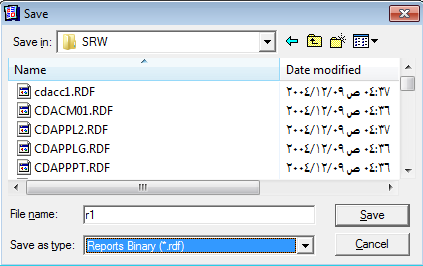 Save
Save in: SRW
Name Date modified
cdacc1.RDF ٠٤:٣٧ ص ٢٠٠٤/١٢/٠٩
CDACM01.RDF ٠٤:٣٦ ص ٢٠٠٤/١٢/٠٩
CDAPPL2.RDF ٠٤:٣٧ ص ٢٠٠٤/١٢/٠٩
CDAPPLG.RDF ٠٤:٣٦ ص ٢٠٠٤/١٢/٠٩
CDAPPPT.RDF ٠٤:٣٦ ص ٢٠٠٤/١٢/٠٩
File name: r1 Save
Save as type: Reports Binary (*.rdf) Cancel